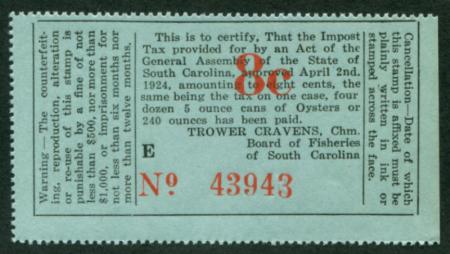 Warning—The counterfeit-
ing, reproduction, alteration
or re-use of this stamp is
punishable by a fine of not
less than $500, nor more than
$1,000, or imprisonment for
not less than six months nor
more than twelve months.
This is to certify, That the Impost
Tax provided for by an Act of the
General Assembly of the State of
South Carolina, approved April 2nd.
1924, amounting to eight cents, the
same being the tax on one case, four
dozen 5 ounce cans of Oysters or
240 ounces has been paid.
8c
TROWER CRAVENS, Chm.
Board of Fisheries
of South Carolina
E
Nº 43943
Cancellation—Date of which
this stamp is affixed must be
plainly written in ink or
stamped across the face.